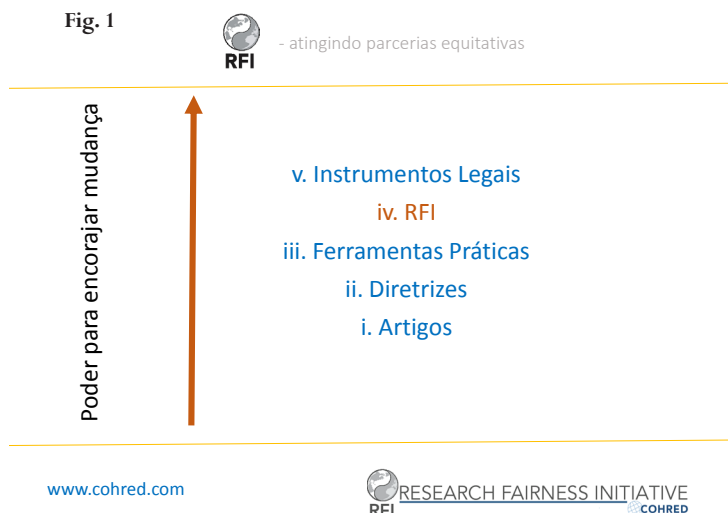 Fig. 1
RFI
- atingindo parcerias equitativas
Poder para encorajar mudança
v. Instrumentos Legais
iv. RFI
iii. Ferramentas Práticas
ii. Diretrizes
i. Artigos
www.cohred.com
RESEARCH FAIRNESS INITIATIVE
RFI
COHRED